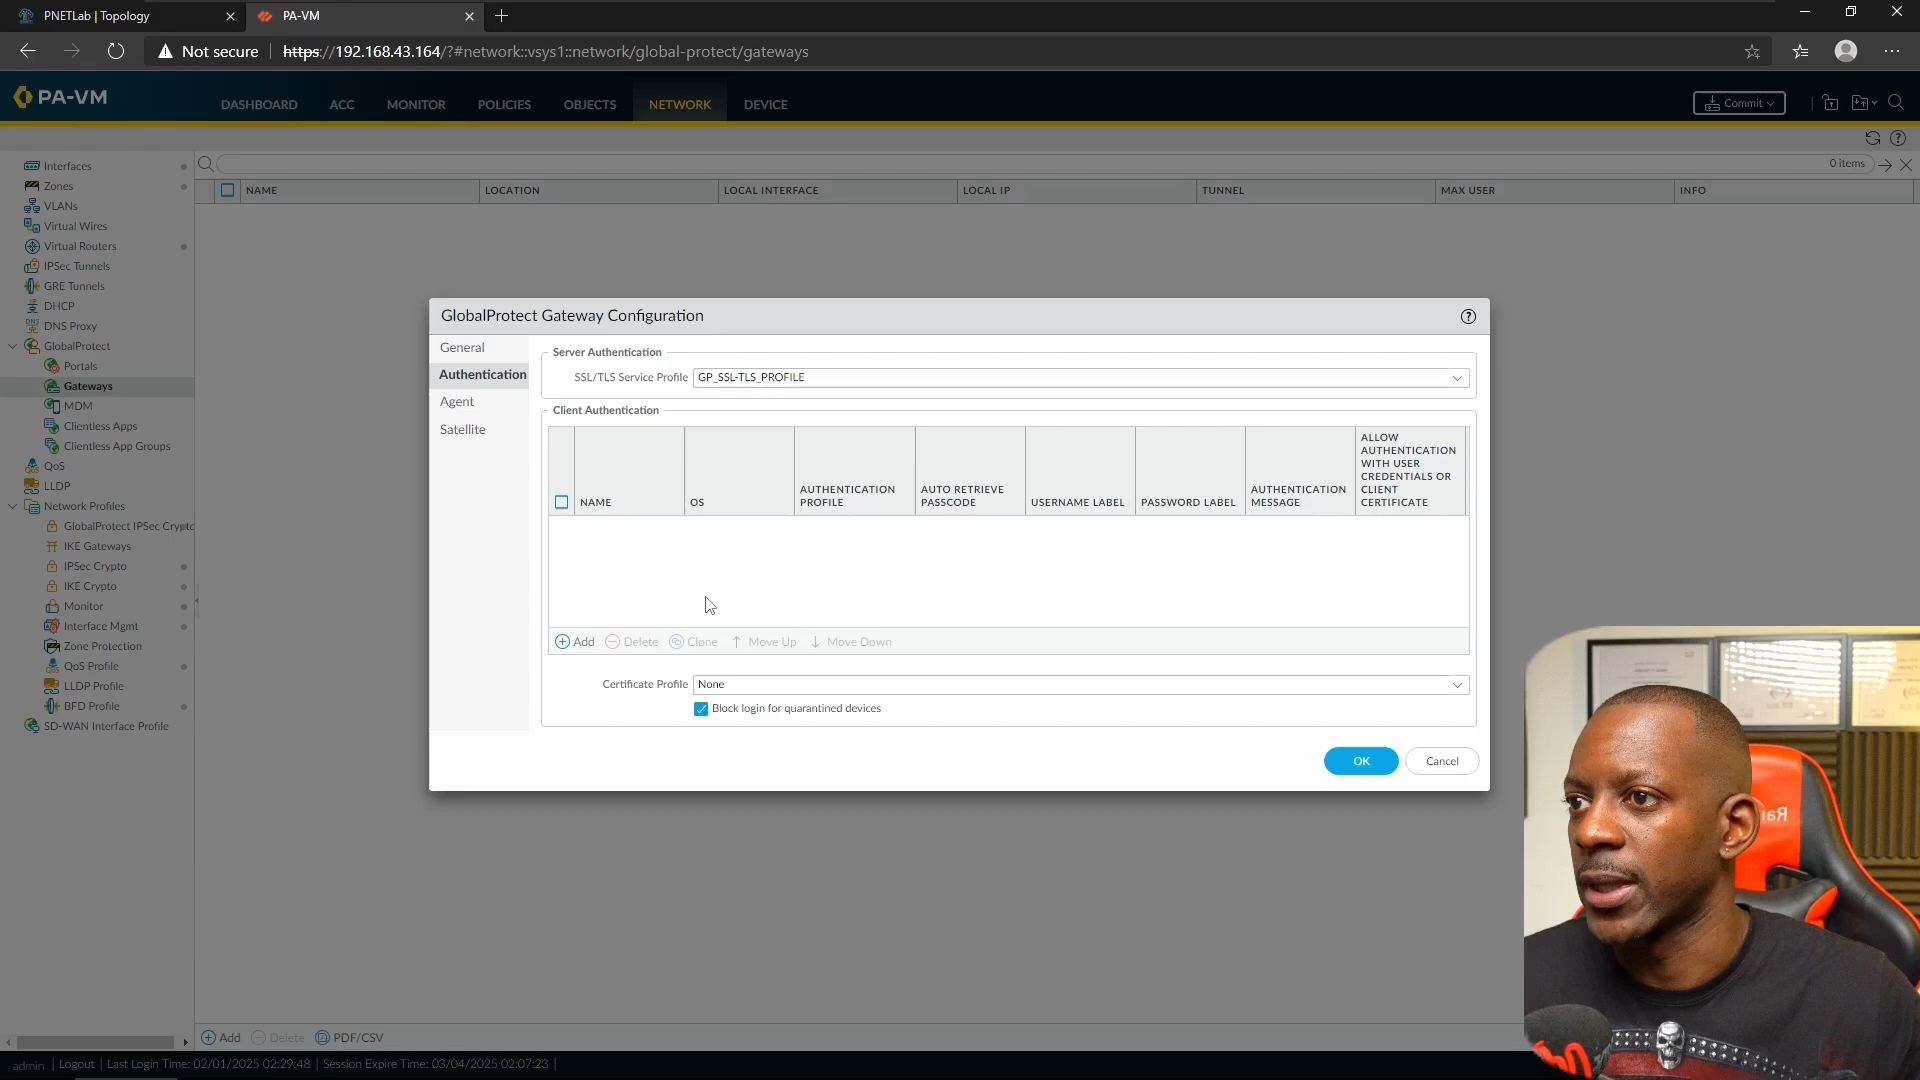 PNETLab | Topology
PA-VM
Not secure
https://192.168.43.164/?#network::vsys1::network/global-protect/gateways
PA-VM
DASHBOARD
ACC
MONITOR
POLICIES
OBJECTS
NETWORK
DEVICE
Commit
0 items
NAME
LOCATION
LOCAL INTERFACE
LOCAL IP
TUNNEL
MAX USER
INFO
Interfaces
Zones
VLANs
Virtual Wires
Virtual Routers
IPSec Tunnels
GRE Tunnels
DHCP
DNS Proxy
GlobalProtect
Portals
Gateways
MDM
Clientless Apps
Clientless App Groups
QoS
LLDP
Network Profiles
GlobalProtect IPSec Crypto
IKE Gateways
IPSec Crypto
IKE Crypto
Monitor
Interface Mgmt
Zone Protection
QoS Profile
LLDP Profile
BFD Profile
SD-WAN Interface Profile
GlobalProtect Gateway Configuration
General
Authentication
Agent
Satellite
Server Authentication
SSL/TLS Service Profile
GP_SSL-TLS_PROFILE
Client Authentication
NAME
OS
AUTHENTICATION
PROFILE
AUTO RETRIEVE
PASSCODE
USERNAME LABEL
PASSWORD LABEL
AUTHENTICATION
MESSAGE
ALLOW
AUTHENTICATION
WITH USER
CREDENTIALS OR
CLIENT
CERTIFICATE
Add
Delete
Clone
Move Up
Move Down
Certificate Profile
None
Block login for quarantined devices
OK
Cancel
Add
Delete
PDF/CSV
admin | Logout | Last Login Time: 02/01/2025 02:29:48 | Session Expire Time: 03/04/2025 02:07:23 |